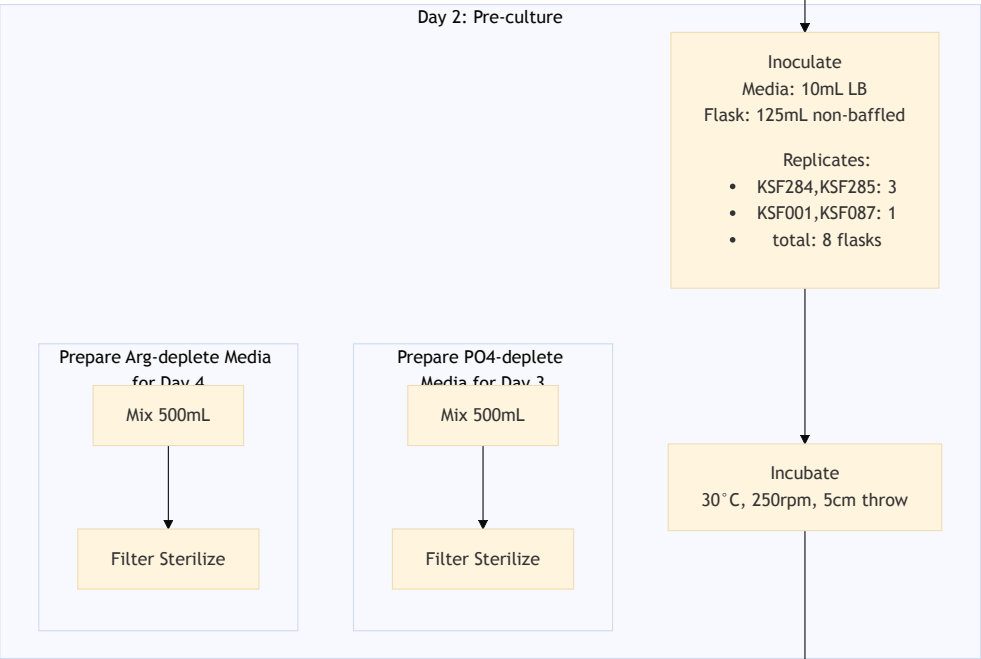 Day 2: Pre-culture
Inoculate
Media: 10mL LB
Flask: 125mL non-baffled
Replicates:
• KSF284,KSF285: 3
• KSF001,KSF087: 1
• total: 8 flasks
Prepare Arg-deplete Media
for Day 4
Mix 500mL
Filter Sterilize
Prepare PO4-deplete
Media for Day 3
Mix 500mL
Filter Sterilize
Incubate
30°C, 250rpm, 5cm throw